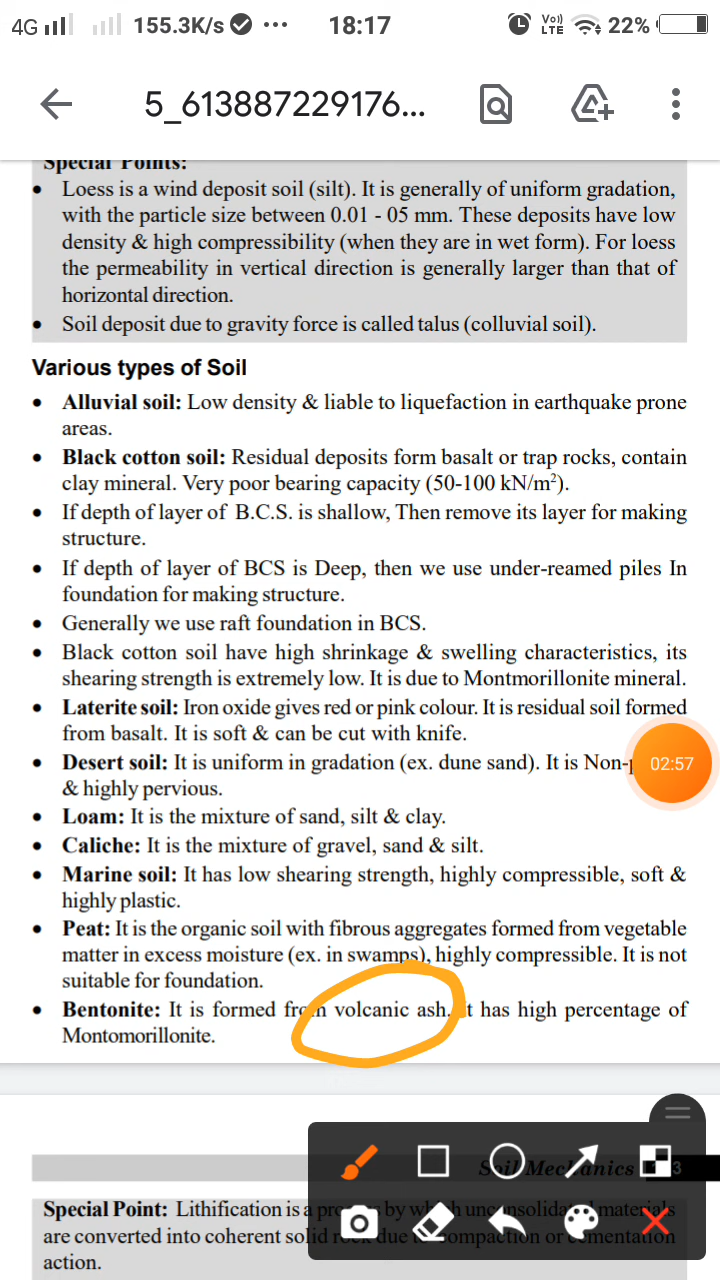 4G 155.3K/s 18:17 Vo)) LTE 22%
5_613887229176...
Special Points:
• Loess is a wind deposit soil (silt). It is generally of uniform gradation,
with the particle size between 0.01 - 05 mm. These deposits have low
density & high compressibility (when they are in wet form). For loess
the permeability in vertical direction is generally larger than that of
horizontal direction.
• Soil deposit due to gravity force is called talus (colluvial soil).
Various types of Soil
• Alluvial soil: Low density & liable to liquefaction in earthquake prone
areas.
• Black cotton soil: Residual deposits form basalt or trap rocks, contain
clay mineral. Very poor bearing capacity (50-100 kN/m²).
• If depth of layer of B.C.S. is shallow, Then remove its layer for making
structure.
• If depth of layer of BCS is Deep, then we use under-reamed piles In
foundation for making structure.
• Generally we use raft foundation in BCS.
• Black cotton soil have high shrinkage & swelling characteristics, its
shearing strength is extremely low. It is due to Montmorillonite mineral.
• Laterite soil: Iron oxide gives red or pink colour. It is residual soil formed
from basalt. It is soft & can be cut with knife.
• Desert soil: It is uniform in gradation (ex. dune sand). It is Non-
02:57
& highly pervious.
• Loam: It is the mixture of sand, silt & clay.
• Caliche: It is the mixture of gravel, sand & silt.
• Marine soil: It has low shearing strength, highly compressible, soft &
highly plastic.
• Peat: It is the organic soil with fibrous aggregates formed from vegetable
matter in excess moisture (ex. in swamps), highly compressible. It is not
suitable for foundation.
• Bentonite: It is formed from volcanic ash. It has high percentage of
Montomorillonite.
Soil Mechanics 3
Special Point: Lithification is a process by which unconsolidated materials
are converted into coherent solid rock due to compaction or cementation
action.